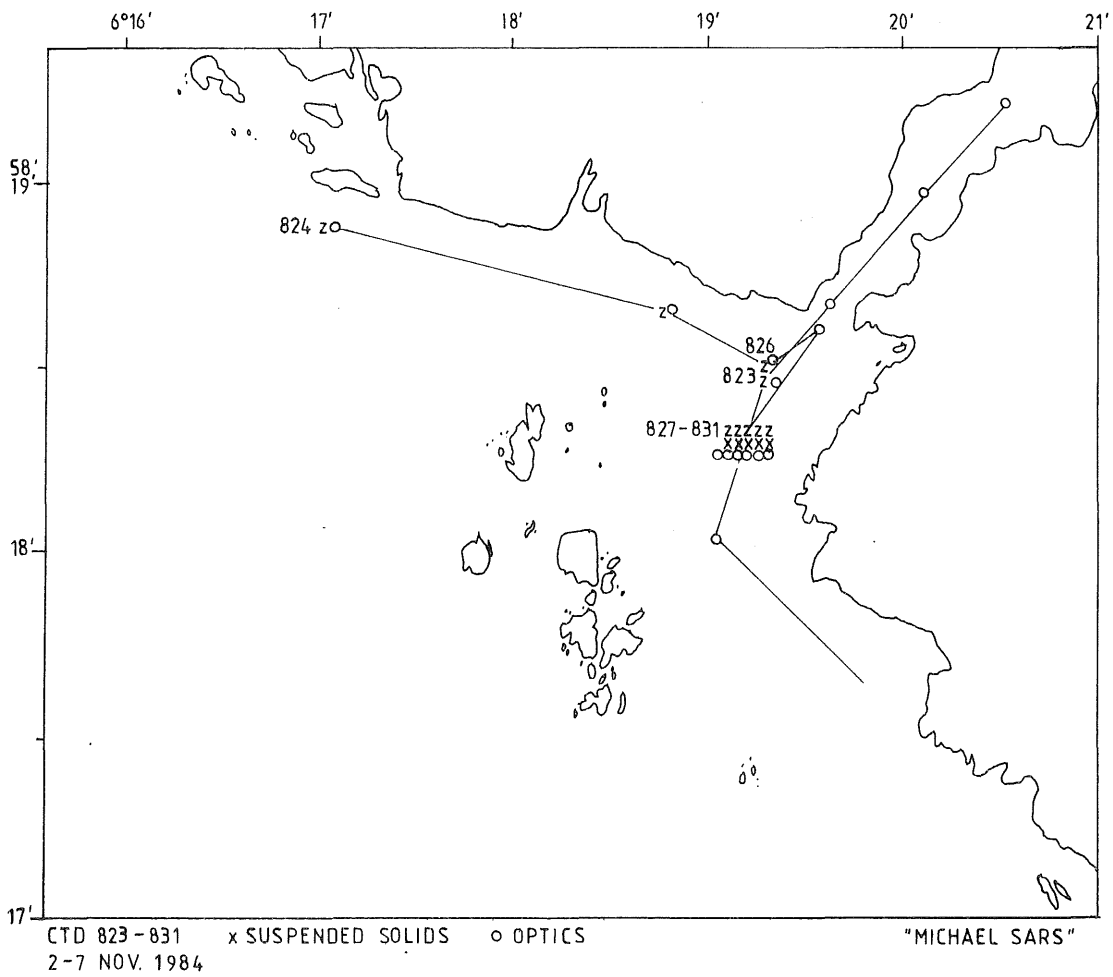 6°16' 17' 18' 19' 20' 21'
58°
19'
824 z
z
826
z
823 z
827-831 zzzzz
xxxxx
18'
17'
CTD 823-831 x SUSPENDED SOLIDS o OPTICS "MICHAEL SARS"
2-7 NOV. 1984